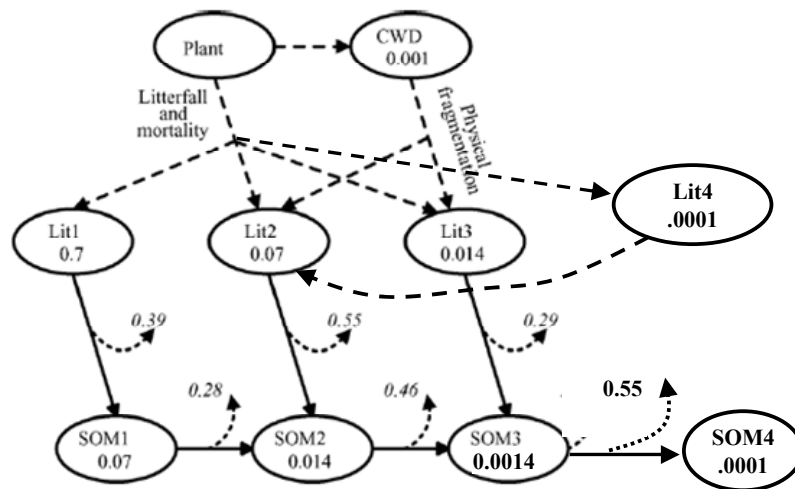 Plant
CWD
0.001
Litterfall
and
mortality
Physical
fragmentation
Lit4
.0001
Lit1
0.7
Lit2
0.07
Lit3
0.014
0.39
0.55
0.29
0.28
0.46
0.55
SOM1
0.07
SOM2
0.014
SOM3
0.0014
SOM4
.0001